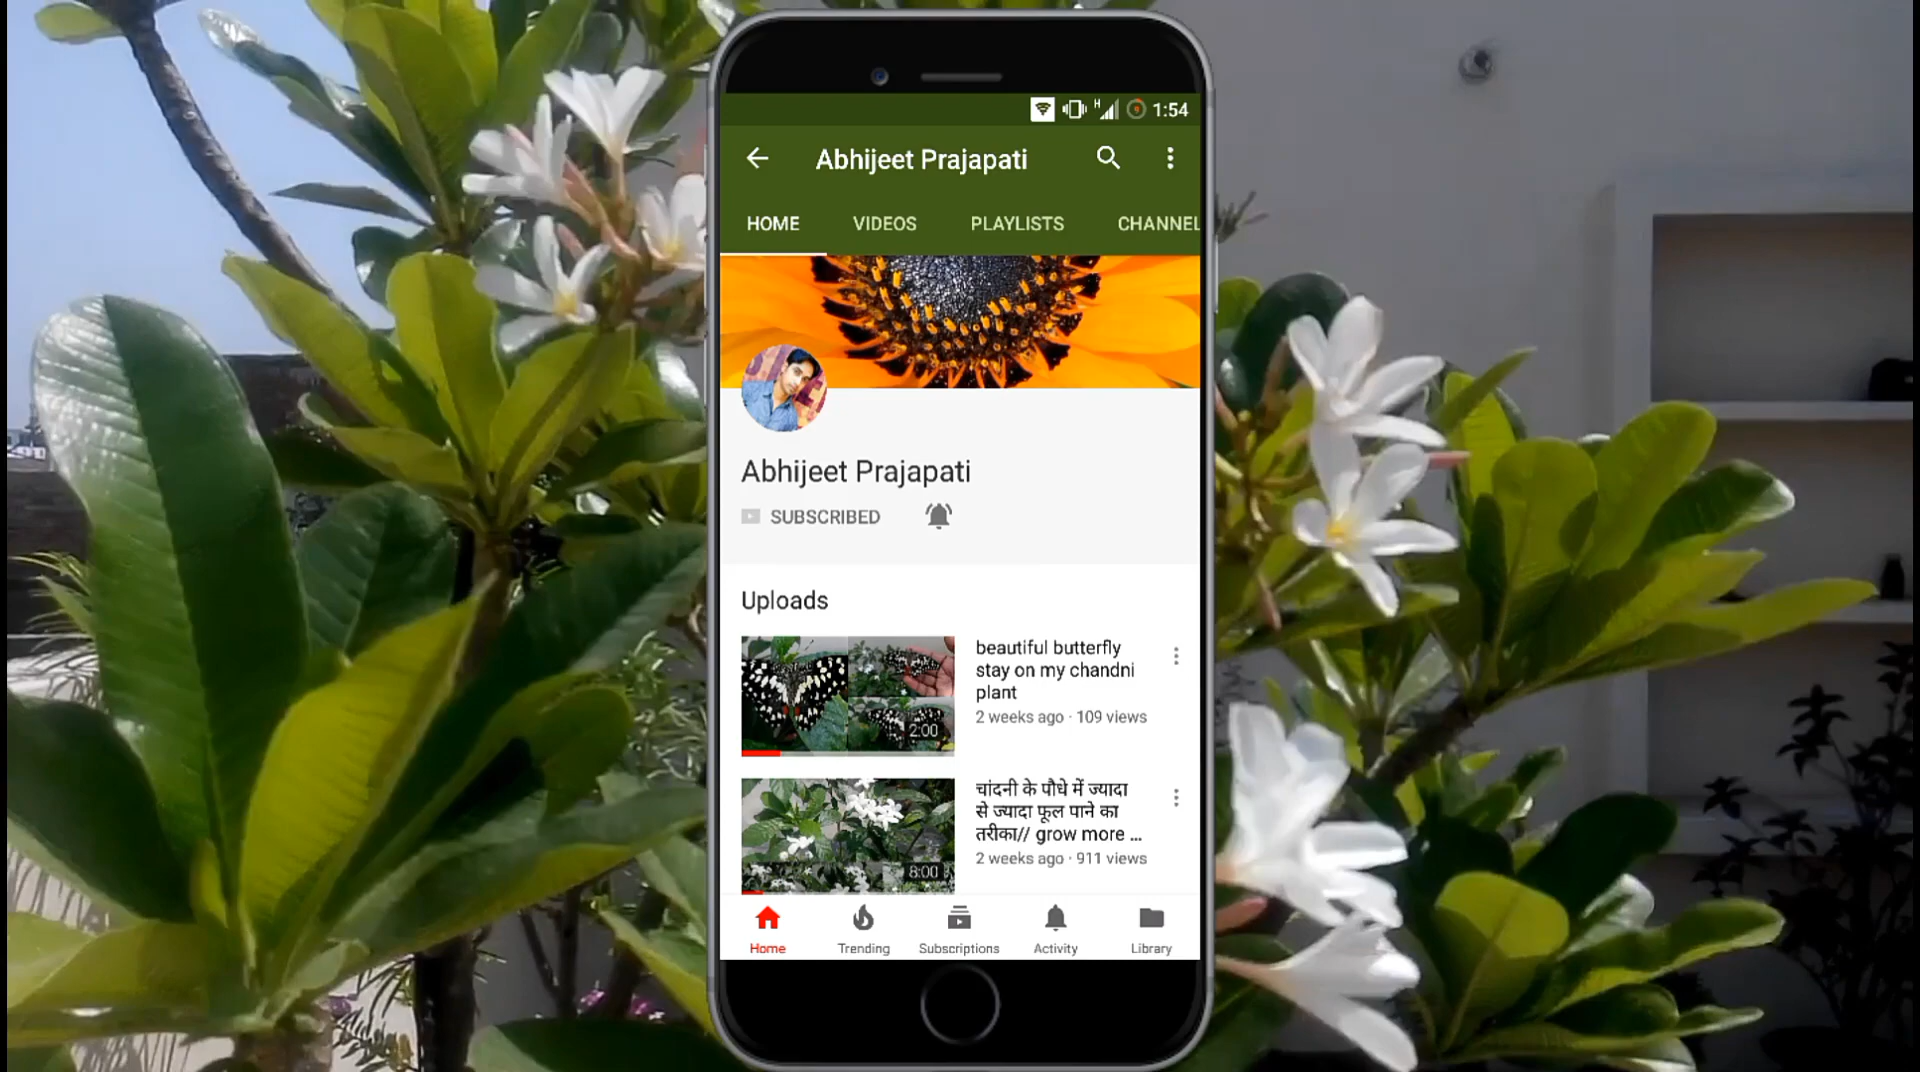 H 1:54
Abhijeet Prajapati
HOME VIDEOS PLAYLISTS CHANNEL
Abhijeet Prajapati
SUBSCRIBED
Uploads
beautiful butterfly
stay on my chandni
plant
2 weeks ago · 109 views
2:00
चांदनी के पौधे में ज्यादा
से ज्यादा फूल पाने का
तरीका// grow more ...
2 weeks ago · 911 views
8:00
Home Trending Subscriptions Activity Library